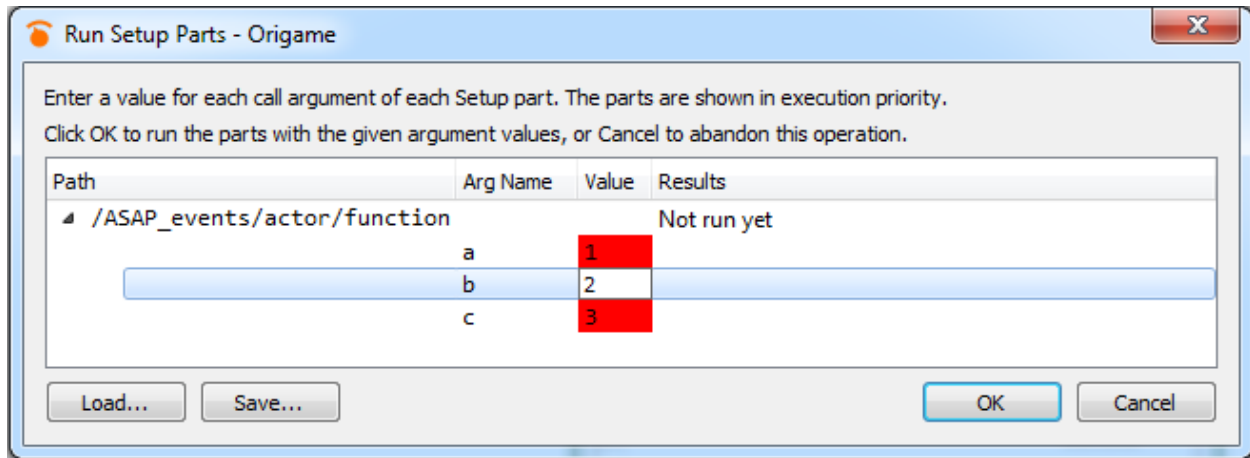 Run Setup Parts - Origame
Enter a value for each call argument of each Setup part. The parts are shown in execution priority.
Click OK to run the parts with the given argument values, or Cancel to abandon this operation.
Path Arg Name Value Results
/ASAP_events/actor/function Not run yet
a 1
b 2
c 3
Load... Save... OK Cancel